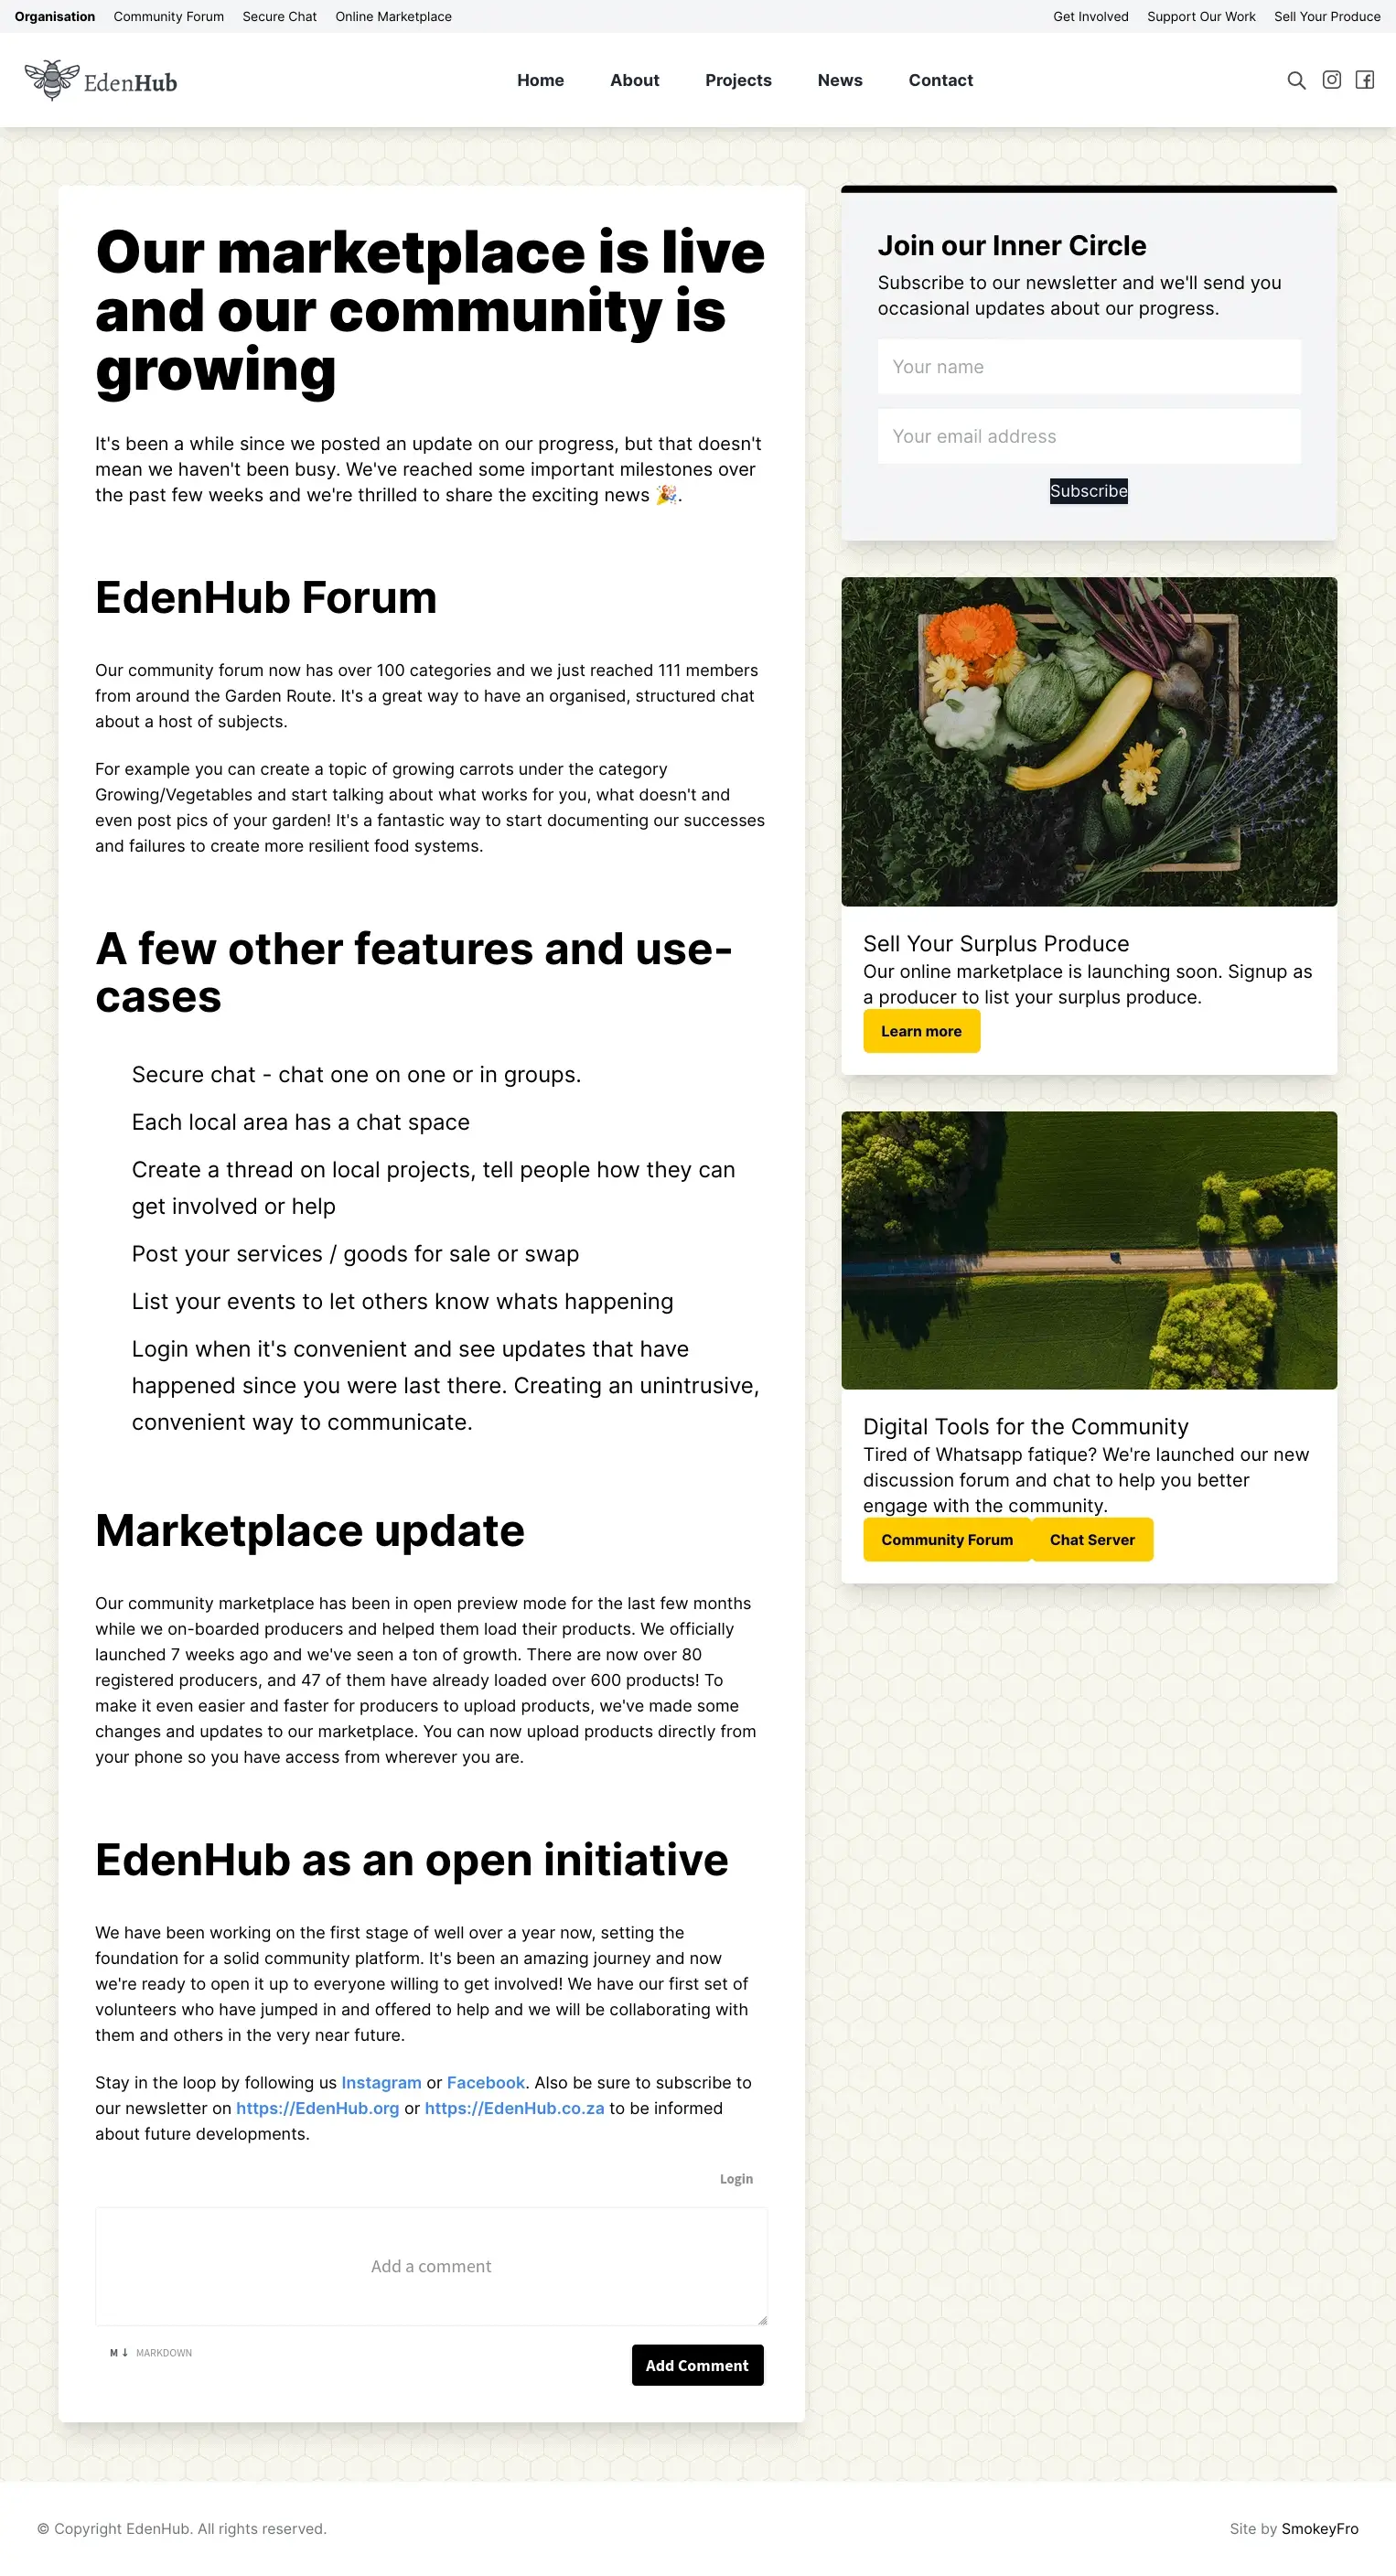 Organisation Community Forum Secure Chat Online Marketplace Get Involved Support Our Work Sell Your Produce
EdenHub Home About Projects News Contact
Our marketplace is live
and our community is
growing
It's been a while since we posted an update on our progress, but that doesn't
mean we haven't been busy. We've reached some important milestones over
the past few weeks and we're thrilled to share the exciting news 🎉.
EdenHub Forum
Our community forum now has over 100 categories and we just reached 111 members
from around the Garden Route. It's a great way to have an organised, structured chat
about a host of subjects.
For example you can create a topic of growing carrots under the category
Growing/Vegetables and start talking about what works for you, what doesn't and
even post pics of your garden! It's a fantastic way to start documenting our successes
and failures to create more resilient food systems.
A few other features and use-
cases
Secure chat - chat one on one or in groups.
Each local area has a chat space
Create a thread on local projects, tell people how they can
get involved or help
Post your services / goods for sale or swap
List your events to let others know whats happening
Login when it's convenient and see updates that have
happened since you were last there. Creating an unintrusive,
convenient way to communicate.
Marketplace update
Our community marketplace has been in open preview mode for the last few months
while we on-boarded producers and helped them load their products. We officially
launched 7 weeks ago and we've seen a ton of growth. There are now over 80
registered producers, and 47 of them have already loaded over 600 products! To
make it even easier and faster for producers to upload products, we've made some
changes and updates to our marketplace. You can now upload products directly from
your phone so you have access from wherever you are.
EdenHub as an open initiative
We have been working on the first stage of well over a year now, setting the
foundation for a solid community platform. It's been an amazing journey and now
we're ready to open it up to everyone willing to get involved! We have our first set of
volunteers who have jumped in and offered to help and we will be collaborating with
them and others in the very near future.
Stay in the loop by following us Instagram or Facebook. Also be sure to subscribe to
our newsletter on https://EdenHub.org or https://EdenHub.co.za to be informed
about future developments.
Login
Add a comment
M ↓ MARKDOWN
Add Comment
Join our Inner Circle
Subscribe to our newsletter and we'll send you
occasional updates about our progress.
Your name
Your email address
Subscribe
Sell Your Surplus Produce
Our online marketplace is launching soon. Signup as
a producer to list your surplus produce.
Learn more
Digital Tools for the Community
Tired of Whatsapp fatique? We're launched our new
discussion forum and chat to help you better
engage with the community.
Community Forum Chat Server
© Copyright EdenHub. All rights reserved. Site by SmokeyFro